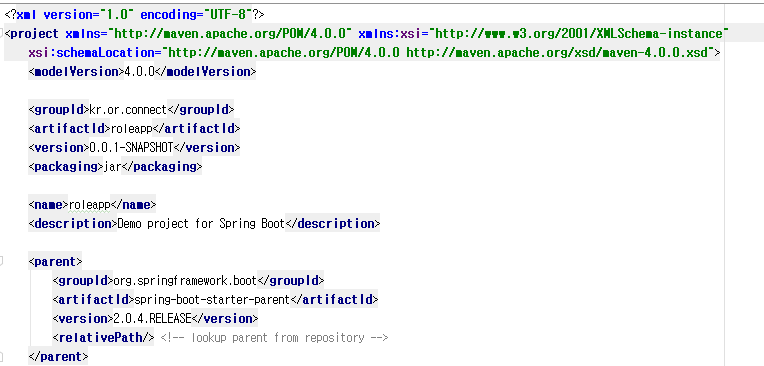 <?xml version="1.0" encoding="UTF-8"?>
<project xmlns="http://maven.apache.org/POM/4.0.0" xmlns:xsi="http://www.w3.org/2001/XMLSchema-instance"
xsi:schemaLocation="http://maven.apache.org/POM/4.0.0 http://maven.apache.org/xsd/maven-4.0.0.xsd">
<modelVersion>4.0.0</modelVersion>
<groupId>kr.or.connect</groupId>
<artifactId>roleapp</artifactId>
<version>0.0.1-SNAPSHOT</version>
<packaging>jar</packaging>
<name>roleapp</name>
<description>Demo project for Spring Boot</description>
<parent>
<groupId>org.springframework.boot</groupId>
<artifactId>spring-boot-starter-parent</artifactId>
<version>2.0.4.RELEASE</version>
<relativePath/> <!-- lookup parent from repository -->
</parent>